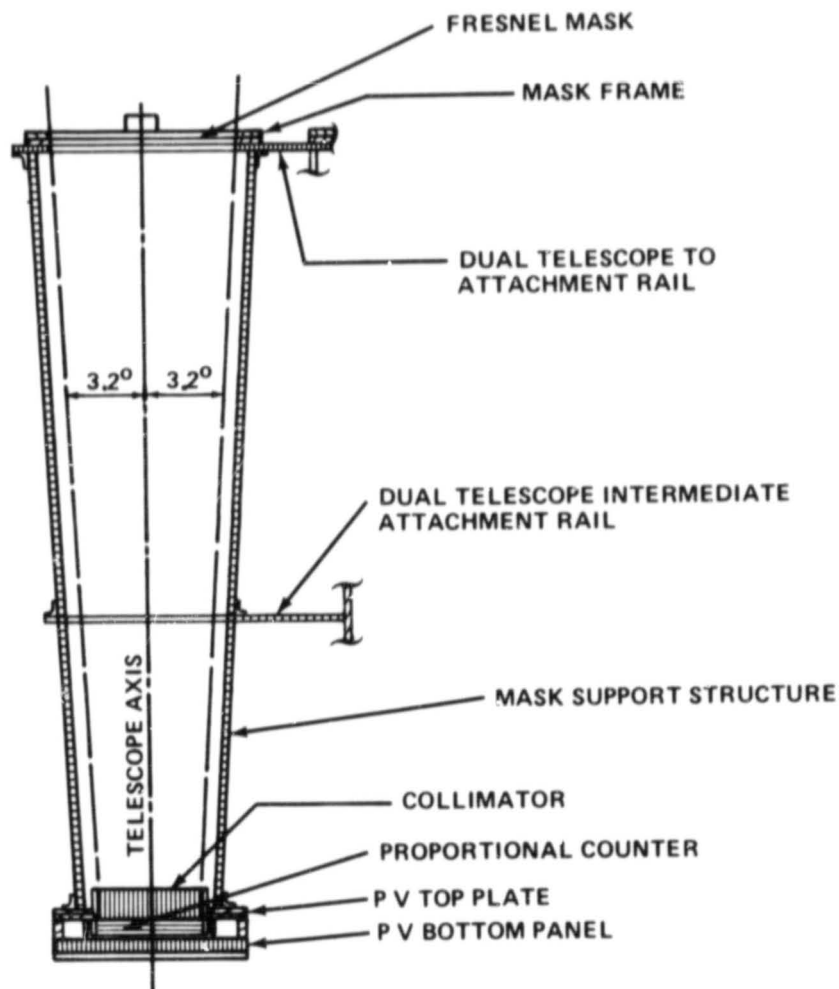 FRESNEL MASK
MASK FRAME
DUAL TELESCOPE TO
ATTACHMENT RAIL
3.2° 3.2°
DUAL TELESCOPE INTERMEDIATE
ATTACHMENT RAIL
TELESCOPE AXIS
MASK SUPPORT STRUCTURE
COLLIMATOR
PROPORTIONAL COUNTER
P V TOP PLATE
P V BOTTOM PANEL